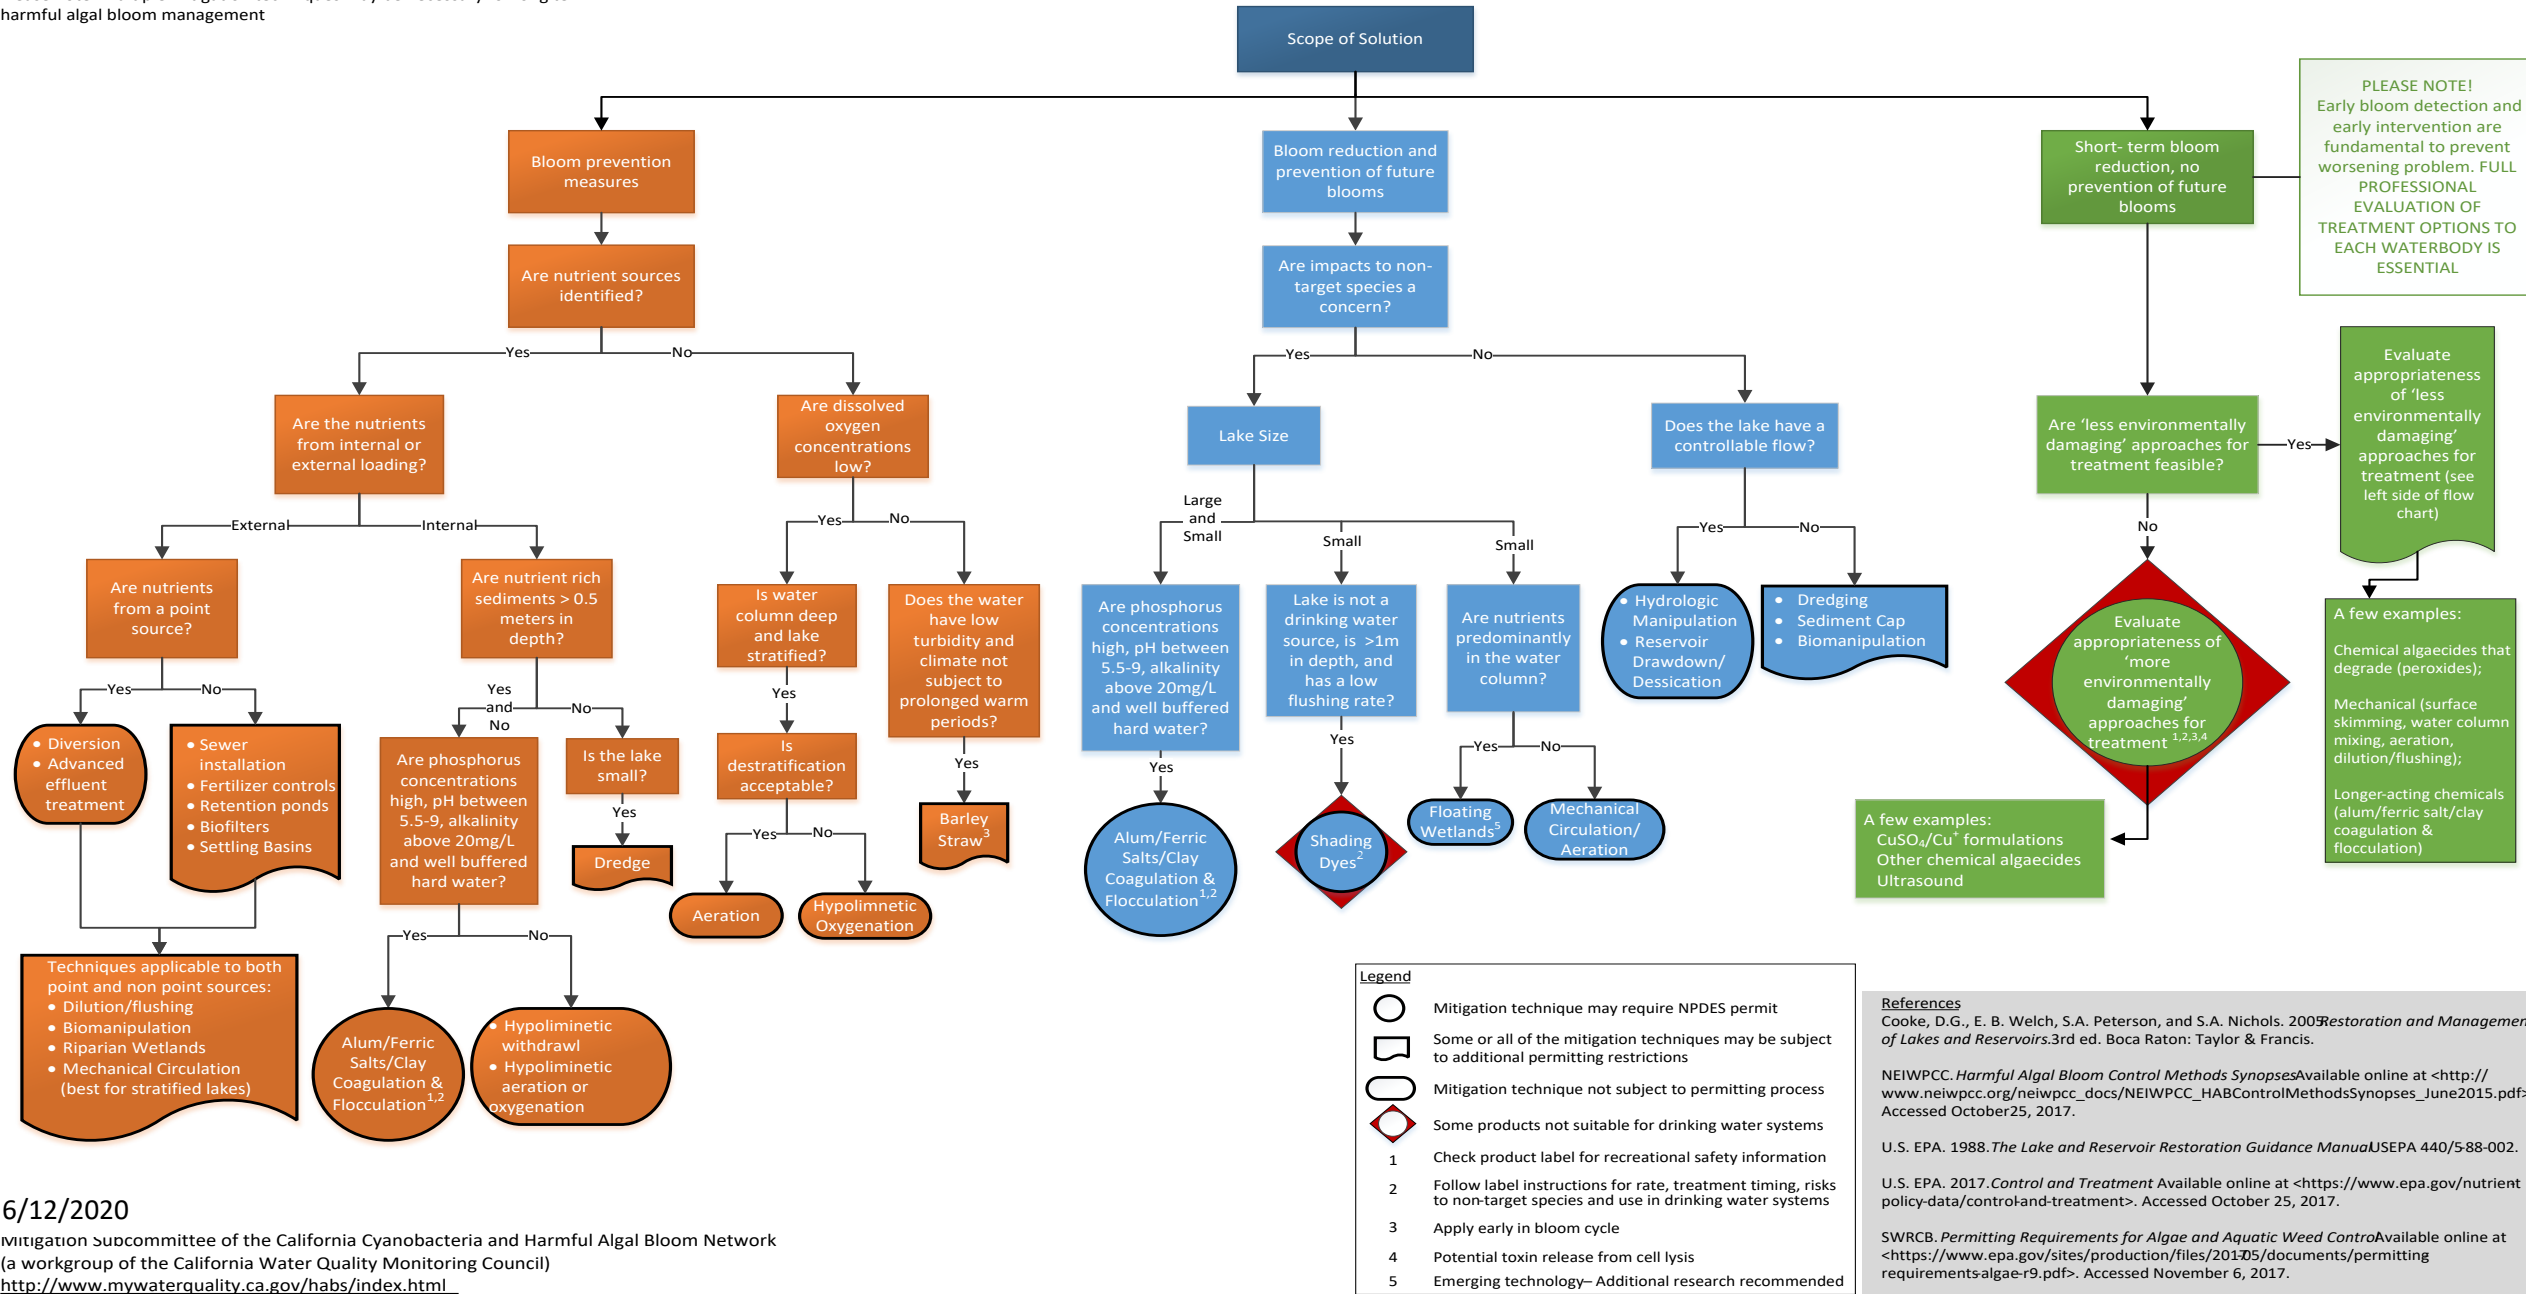 harmful algal bloom management
Scope of Solution
PLEASE NOTE!
Early bloom detection and
early intervention are
fundamental to prevent
worsening problem. FULL
PROFESSIONAL
EVALUATION OF
TREATMENT OPTIONS TO
EACH WATERBODY IS
ESSENTIAL
Bloom prevention
measures
Are nutrient sources
identified?
Yes
No
Are the nutrients
from internal or
external loading?
External
Internal
Are nutrients
from a point
source?
Yes
No
• Diversion
• Advanced
effluent
treatment
• Sewer
installation
• Fertilizer controls
• Retention ponds
• Biofilters
• Settling Basins
Techniques applicable to both
point and non point sources:
• Dilution/flushing
• Biomanipulation
• Riparian Wetlands
• Mechanical Circulation
(best for stratified lakes)
Are nutrient rich
sediments > 0.5
meters in
depth?
Yes
and
No
No
Are phosphorus
concentrations
high, pH between
5.5-9, alkalinity
above 20mg/L
and well buffered
hard water?
Is the lake
small?
Yes
Dredge
Yes
No
Alum/Ferric
Salts/Clay
Coagulation &
Flocculation1,2
• Hypoliminetic
withdrawl
• Hypoliminetic
aeration or
oxygenation
Are dissolved
oxygen
concentrations
low?
Yes
No
Is water
column deep
and lake
stratified?
Yes
Is
destratification
acceptable?
Yes
No
Aeration
Hypolimnetic
Oxygenation
Does the water
have low
turbidity and
climate not
subject to
prolonged warm
periods?
Yes
Barley
Straw3
Bloom reduction and
prevention of future
blooms
Are impacts to non-
target species a
concern?
Yes
No
Lake Size
Large
and
Small
Small
Small
Are phosphorus
concentrations
high, pH between
5.5-9, alkalinity
above 20mg/L
and well buffered
hard water?
Yes
Alum/Ferric
Salts/Clay
Coagulation &
Flocculation1,2
Lake is not a
drinking water
source, is >1m
in depth, and
has a low
flushing rate?
Yes
Shading
Dyes2
Are nutrients
predominantly
in the water
column?
Yes
No
Floating
Wetlands5
Mechanical
Circulation/
Aeration
Does the lake have a
controllable flow?
Yes
No
• Hydrologic
Manipulation
• Reservoir
Drawdown/
Dessication
• Dredging
• Sediment Cap
• Biomanipulation
Short- term bloom
reduction, no
prevention of future
blooms
Are ‘less environmentally
damaging’ approaches for
treatment feasible?
Yes
No
Evaluate
appropriateness
of ‘less
environmentally
damaging’
approaches for
treatment (see
left side of flow
chart)
A few examples:
Chemical algaecides that
degrade (peroxides);
Mechanical (surface
skimming, water column
mixing, aeration,
dilution/flushing);
Longer-acting chemicals
(alum/ferric salt/clay
coagulation &
flocculation)
Evaluate
appropriateness of
‘more
environmentally
damaging’
approaches for
treatment 1,2,3,4
A few examples:
CuSO4/Cu+ formulations
Other chemical algaecides
Ultrasound
Legend
Mitigation technique may require NPDES permit
Some or all of the mitigation techniques may be subject
to additional permitting restrictions
Mitigation technique not subject to permitting process
Some products not suitable for drinking water systems
1 Check product label for recreational safety information
2 Follow label instructions for rate, treatment timing, risks
to non-target species and use in drinking water systems
3 Apply early in bloom cycle
4 Potential toxin release from cell lysis
5 Emerging technology– Additional research recommended
References
Cooke, D.G., E. B. Welch, S.A. Peterson, and S.A. Nichols. 2005. Restoration and Managemen
of Lakes and Reservoirs.3rd ed. Boca Raton: Taylor & Francis.
NEIWPCC. Harmful Algal Bloom Control Methods Synopses Available online at <http://
www.neiwpcc.org/neiwpcc_docs/NEIWPCC_HABControlMethodsSynopses_June2015.pdf>
Accessed October25, 2017.
U.S. EPA. 1988. The Lake and Reservoir Restoration Guidance Manual USEPA 440/5-88-002.
U.S. EPA. 2017. Control and Treatment Available online at <https://www.epa.gov/nutrient-
policy-data/control-and-treatment>. Accessed October 25, 2017.
SWRCB. Permitting Requirements for Algae and Aquatic Weed Control Available online at
<https://www.epa.gov/sites/production/files/2017-05/documents/permitting-
requirements-algae-r9.pdf>. Accessed November 6, 2017.
6/12/2020
Mitigation Subcommittee of the California Cyanobacteria and Harmful Algal Bloom Network
(a workgroup of the California Water Quality Monitoring Council)
http://www.mywaterquality.ca.gov/habs/index.html